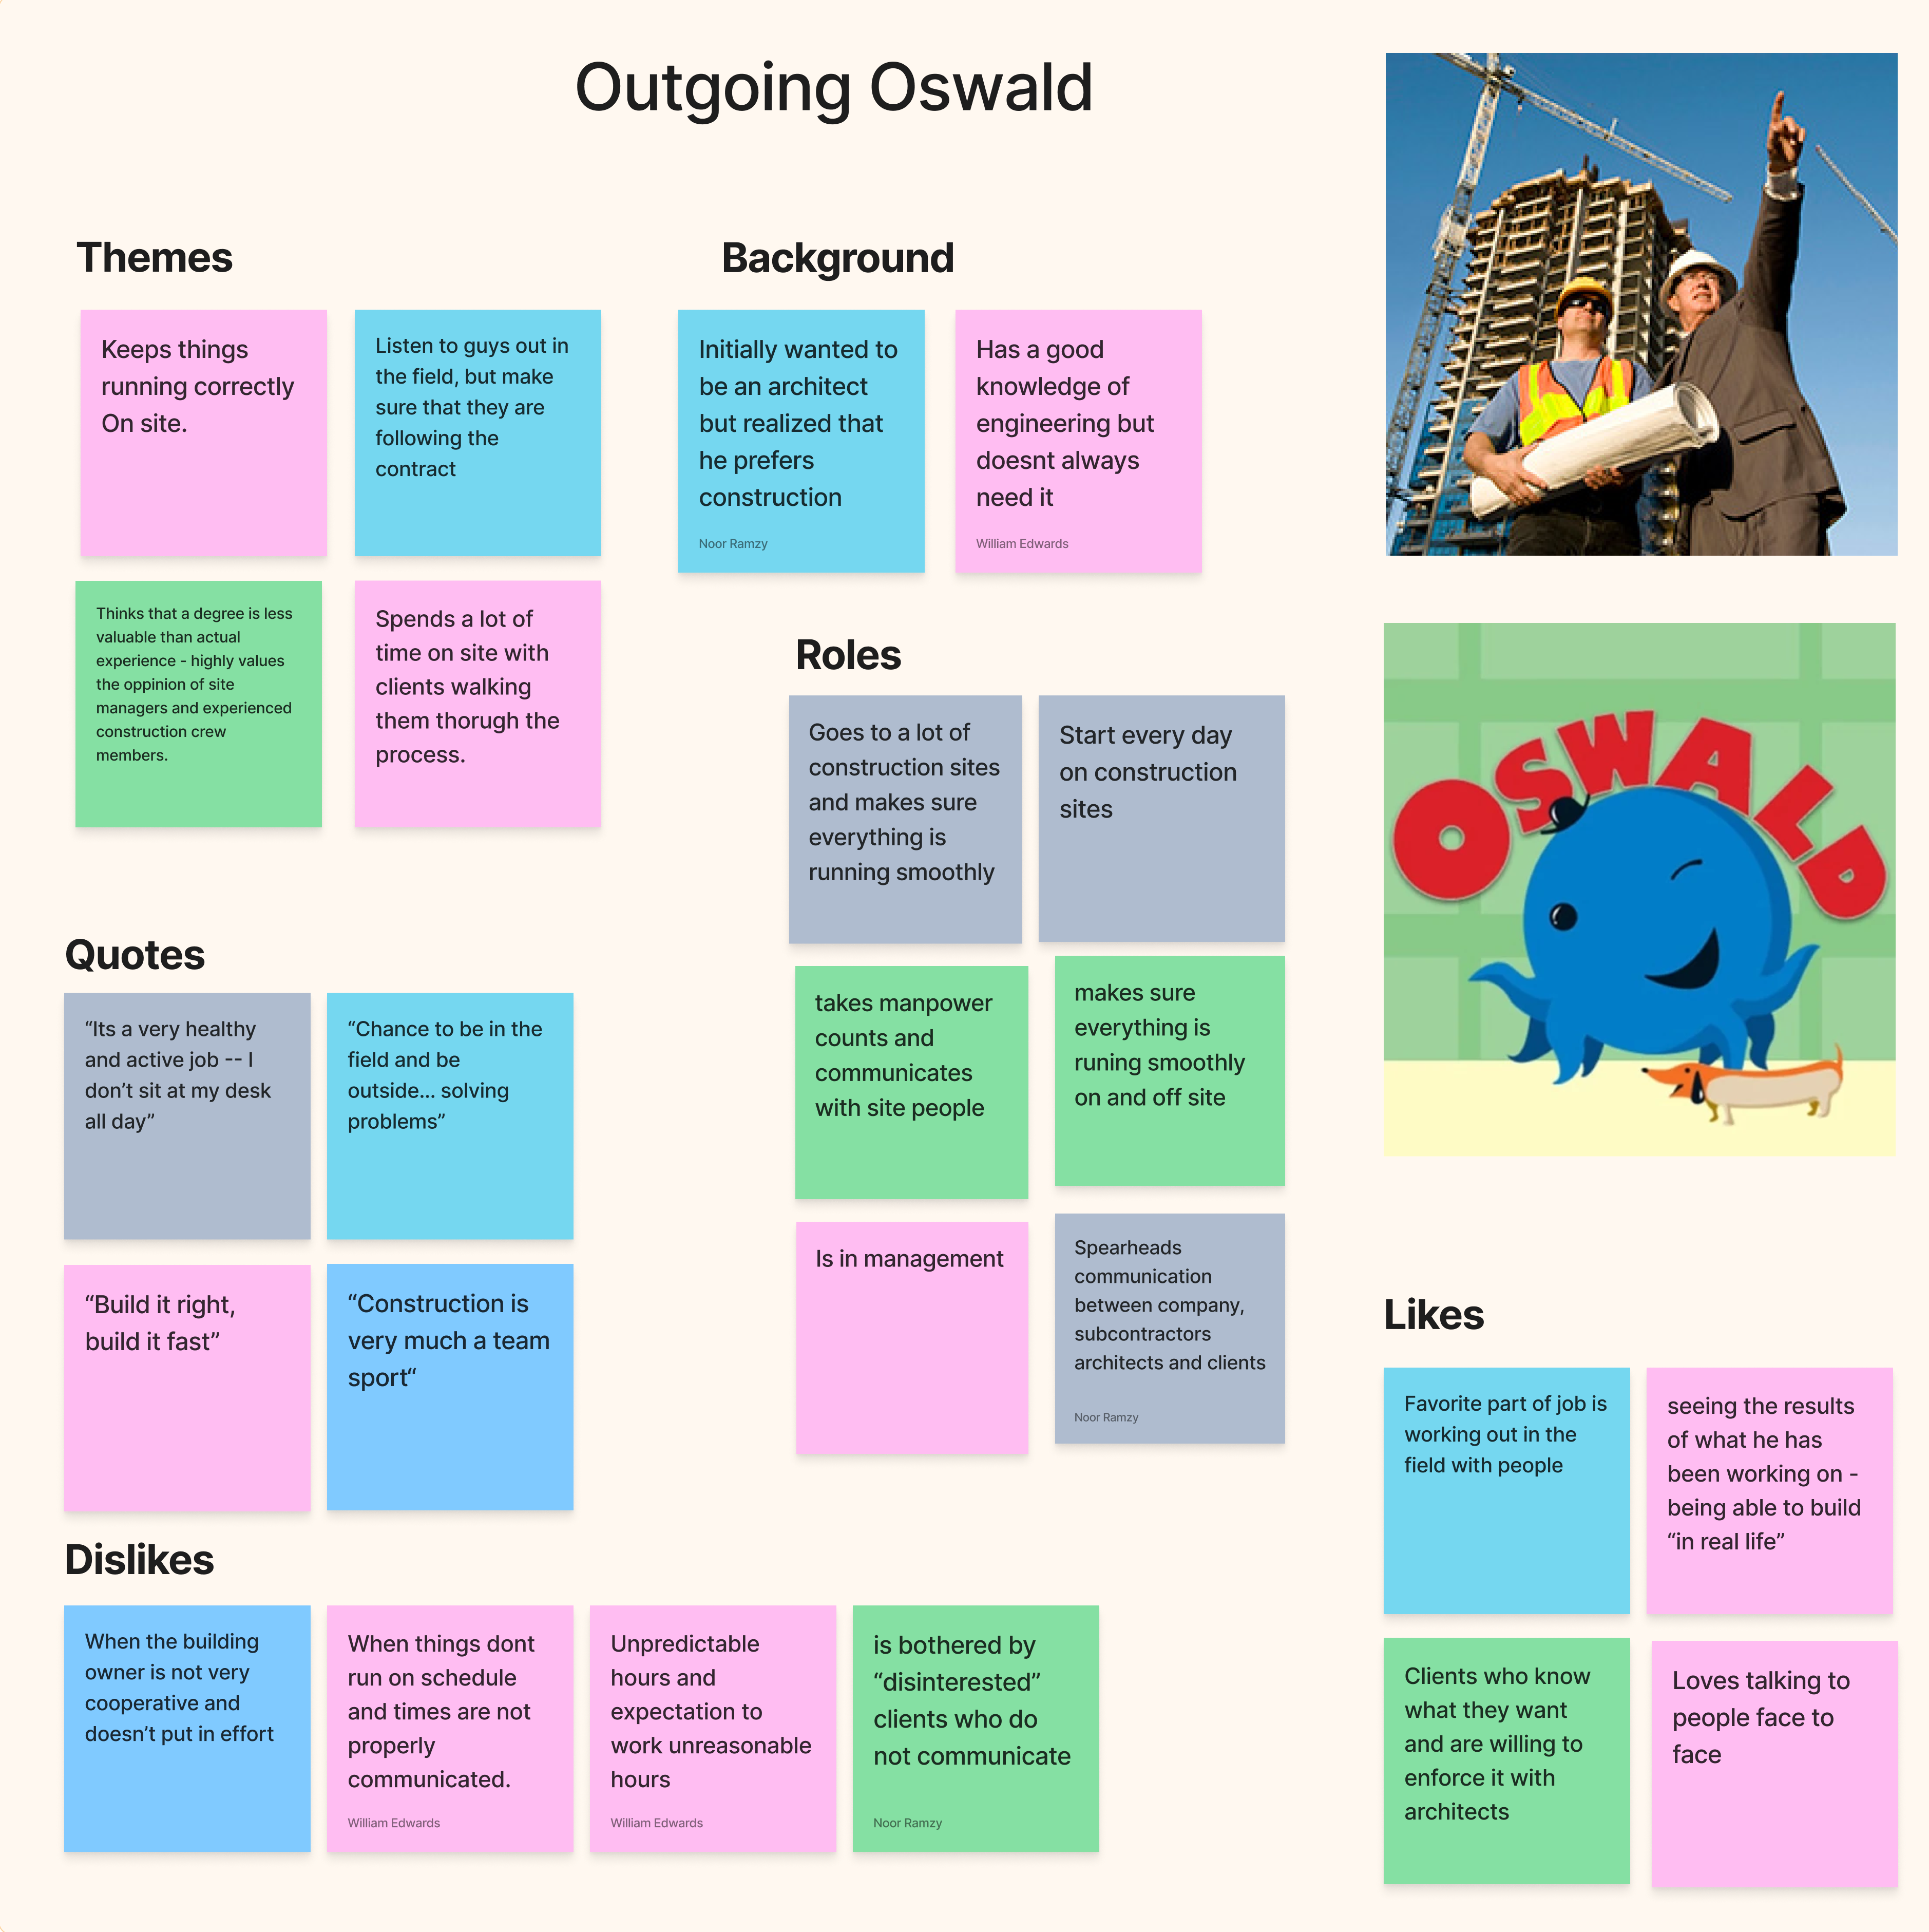 Outgoing Oswald
Themes
Keeps things
running correctly
On site.
Listen to guys out in
the field, but make
sure that they are
following the
contract
Thinks that a degree is less
valuable than actual
experience - highly values
the oppinion of site
managers and experienced
construction crew
members.
Spends a lot of
time on site with
clients walking
them thorugh the
process.
Background
Initially wanted to
be an architect
but realized that
he prefers
construction
Noor Ramzy
Has a good
knowledge of
engineering but
doesnt always
need it
William Edwards
Roles
Goes to a lot of
construction sites
and makes sure
everything is
running smoothly
Start every day
on construction
sites
takes manpower
counts and
communicates
with site people
makes sure
everything is
runing smoothly
on and off site
Is in management
Spearheads
communication
between company,
subcontractors
architects and clients
Noor Ramzy
OSWALD
Quotes
“Its a very healthy
and active job -- I
don’t sit at my desk
all day”
“Chance to be in the
field and be
outside... solving
problems”
“Build it right,
build it fast”
“Construction is
very much a team
sport“
Dislikes
When the building
owner is not very
cooperative and
doesn’t put in effort
When things dont
run on schedule
and times are not
properly
communicated.
William Edwards
Unpredictable
hours and
expectation to
work unreasonable
hours
William Edwards
is bothered by
“disinterested”
clients who do
not communicate
Noor Ramzy
Likes
Favorite part of job is
working out in the
field with people
seeing the results
of what he has
been working on -
being able to build
“in real life”
Clients who know
what they want
and are willing to
enforce it with
architects
Loves talking to
people face to
face